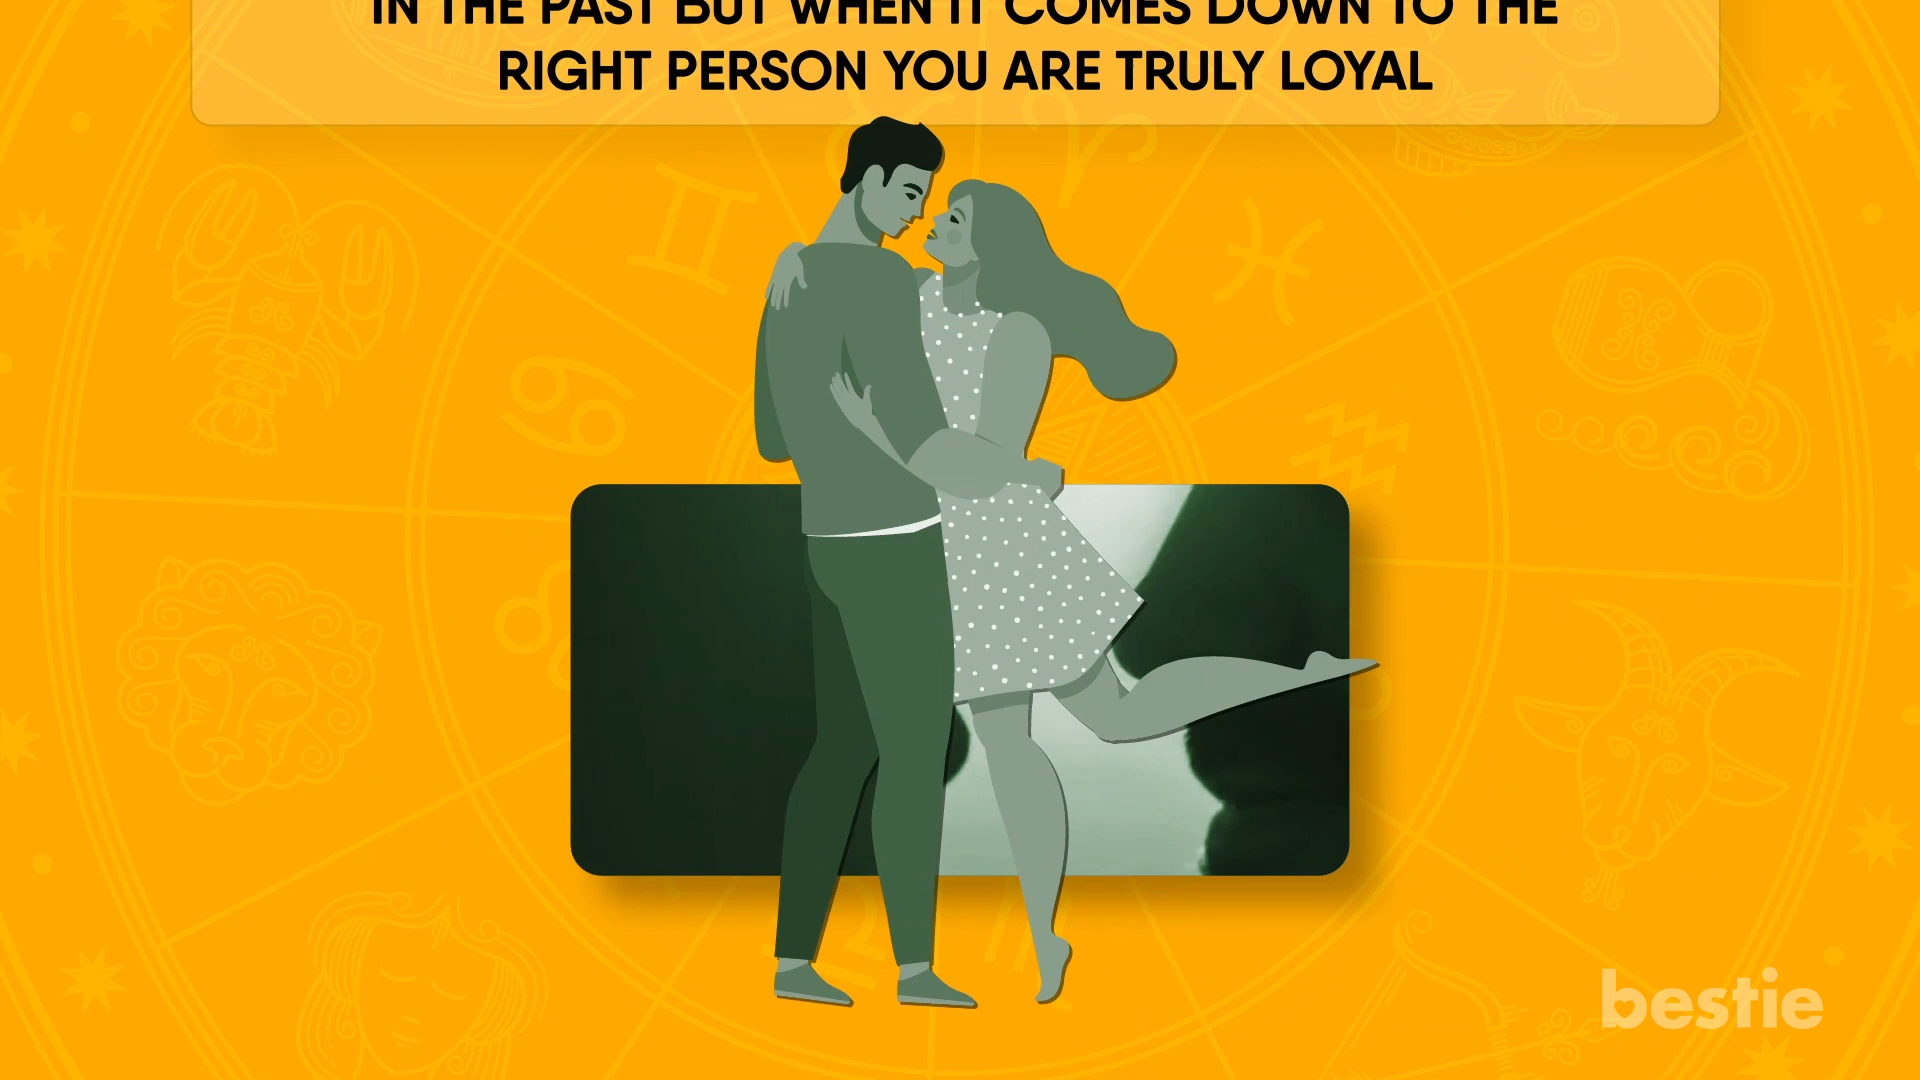 IN THE PAST BUT WHEN IT COMES DOWN TO THE
RIGHT PERSON YOU ARE TRULY LOYAL
bestie